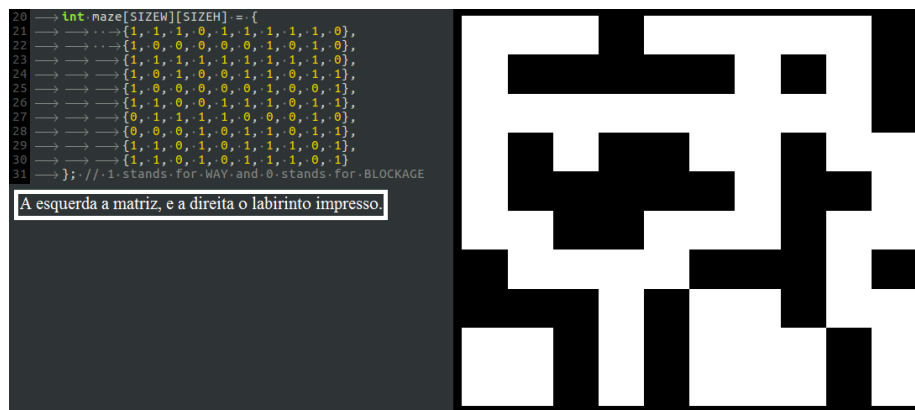 20 int maze[SIZEW][SIZEH] = {
21 {1, 1, 1, 0, 1, 1, 1, 1, 1, 0},
22 {1, 0, 0, 0, 0, 0, 1, 0, 1, 0},
23 {1, 1, 1, 1, 1, 1, 1, 1, 1, 0},
24 {1, 0, 1, 0, 0, 1, 1, 0, 1, 1},
25 {1, 0, 0, 0, 0, 0, 1, 0, 0, 1},
26 {1, 1, 0, 0, 1, 1, 1, 0, 1, 1},
27 {0, 1, 1, 1, 1, 0, 0, 0, 1, 0},
28 {0, 0, 0, 1, 0, 1, 1, 0, 1, 1},
29 {1, 1, 0, 1, 0, 1, 1, 1, 0, 1},
30 {1, 1, 0, 1, 0, 1, 1, 1, 0, 1}
31 }; // 1 stands for WAY and 0 stands for BLOCKAGE
A esquerda a matriz, e a direita o labirinto impresso.